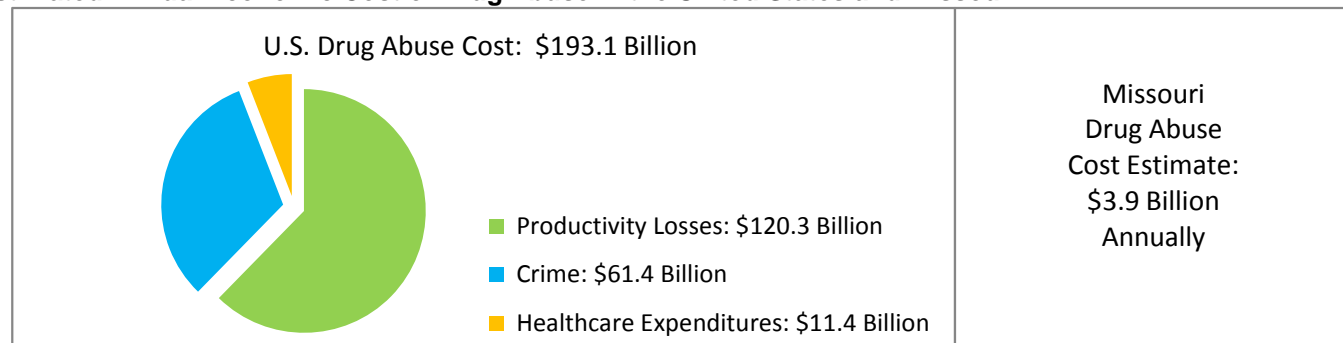 U.S. Drug Abuse Cost: $193.1 Billion
Productivity Losses: $120.3 Billion
Crime: $61.4 Billion
Healthcare Expenditures: $11.4 Billion
Missouri
Drug Abuse
Cost Estimate:
$3.9 Billion
Annually